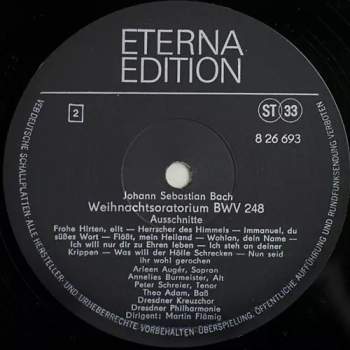 ETERNA
EDITION
2
ST 33
8 26 693
Johann Sebastian Bach
Weihnachtsoratorium BWV 248
Ausschnitte
Frohe Hirten, eilt — Herrscher des Himmels — Immanuel, du
süßes Wort — Flößt, mein Heiland — Wohlan, dein Name —
Ich will nur dir zu Ehren leben — Ich steh an deiner
Krippen — Was will der Hölle Schrecken — Nun seid
ihr wohl gerochen
Arleen Augér, Sopran
Annelies Burmeister, Alt
Peter Schreier, Tenor
Theo Adam, Baß
Dresdner Kreuzchor
Dresdner Philharmonie
Dirigent: Martin Flämig
VEB DEUTSCHE SCHALLPLATTEN ALLE HERSTELLER- UND URHEBERRECHTE VORBEHALTEN ÜBERSPIELUNG, ÖFFENTLICHE AUFFÜHRUNG UND RUNDFUNKSENDUNG VERBOTEN